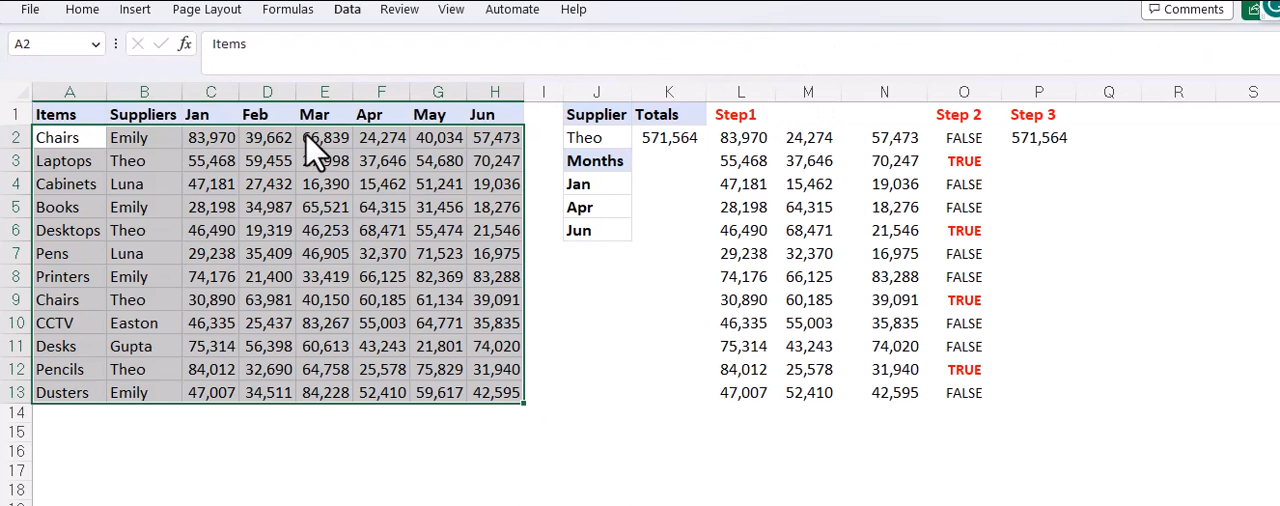 File Home Insert Page Layout Formulas Data Review View Automate Help Comments
A2 fx Items
A B C D E F G H I J K L M N O P Q R S
1 Items Suppliers Jan Feb Mar Apr May Jun Supplier Totals Step1 Step 2 Step 3
2 Chairs Emily 83,970 39,662 24,274 40,034 57,473 Theo 571,564 83,970 24,274 57,473 FALSE 571,564
3 Laptops Theo 55,468 59,455 37,646 54,680 70,247 Months 55,468 37,646 70,247 TRUE
4 Cabinets Luna 47,181 27,432 16,390 15,462 51,241 19,036 Jan 47,181 15,462 19,036 FALSE
5 Books Emily 28,198 34,987 65,521 64,315 31,456 18,276 Apr 28,198 64,315 18,276 FALSE
6 Desktops Theo 46,490 19,319 46,253 68,471 55,474 21,546 Jun 46,490 68,471 21,546 TRUE
7 Pens Luna 29,238 35,409 46,905 32,370 71,523 16,975 29,238 32,370 16,975 FALSE
8 Printers Emily 74,176 21,400 33,419 66,125 82,369 83,288 74,176 66,125 83,288 FALSE
9 Chairs Theo 30,890 63,981 40,150 60,185 61,134 39,091 30,890 60,185 39,091 TRUE
10 CCTV Easton 46,335 25,437 83,267 55,003 64,771 35,835 46,335 55,003 35,835 FALSE
11 Desks Gupta 75,314 56,398 60,613 43,243 21,801 74,020 75,314 43,243 74,020 FALSE
12 Pencils Theo 84,012 32,690 64,758 25,578 75,829 31,940 84,012 25,578 31,940 TRUE
13 Dusters Emily 47,007 34,511 84,228 52,410 59,617 42,595 47,007 52,410 42,595 FALSE
14
15
16
17
18